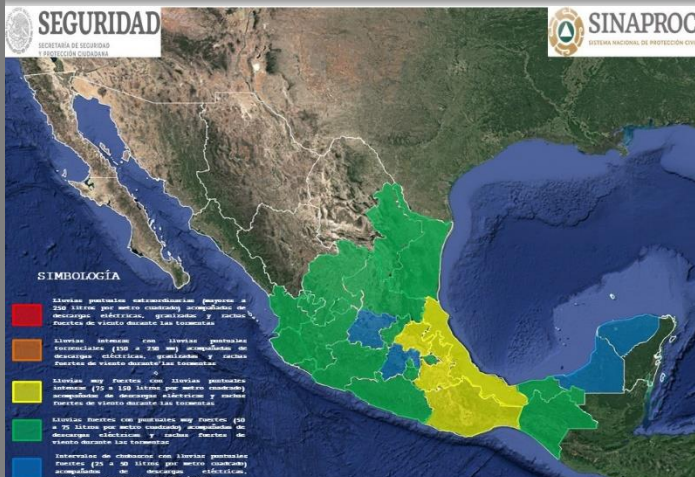 SEGURIDAD
SECRETARÍA DE SEGURIDAD
Y PROTECCIÓN CIUDADANA
SINAPROC
SISTEMA NACIONAL DE PROTECCIÓN CIVIL
SIMBOLOGÍA
Lluvias puntuales extraordinarias (mayores a
250 litros por metro cuadrado) acompañadas de
descargas eléctricas, granizadas y rachas
fuertes de viento durante las tormentas
Lluvias intensas con lluvias puntuales
torrenciales (150 a 250 mm) acompañadas de
descargas eléctricas, granizadas y rachas
fuertes de viento durante las tormentas
Lluvias muy fuertes con lluvias puntuales
intensas (75 a 150 litros por metro cuadrado)
acompañadas de descargas eléctricas y rachas
fuertes de viento durante las tormentas
Lluvias fuertes con puntuales muy fuertes (50
a 75 litros por metro cuadrado) acompañadas de
descargas eléctricas y rachas fuertes de
viento durante las tormentas
Intervalos de chubascos con lluvias puntuales
fuertes (25 a 50 litros por metro cuadrado)
acompañados de descargas eléctricas,